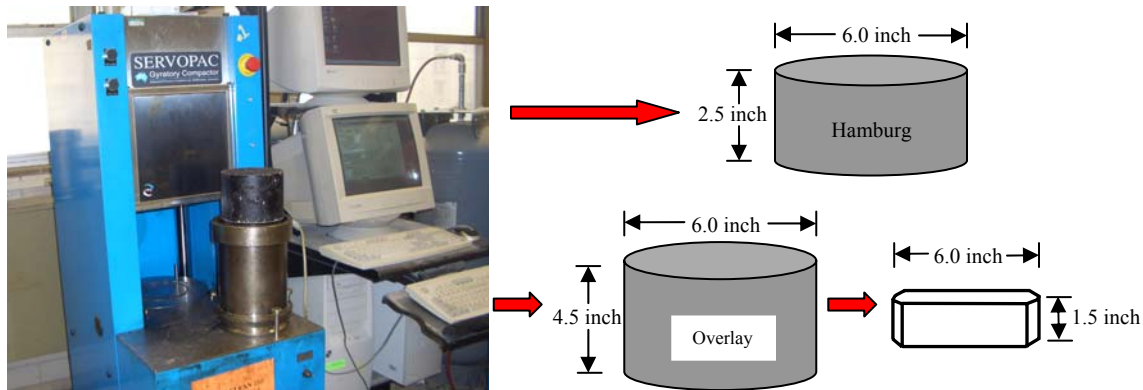 SERVOPAC
Gyratory Compactor
6.0 inch
2.5 inch
Hamburg
6.0 inch
4.5 inch
Overlay
6.0 inch
1.5 inch